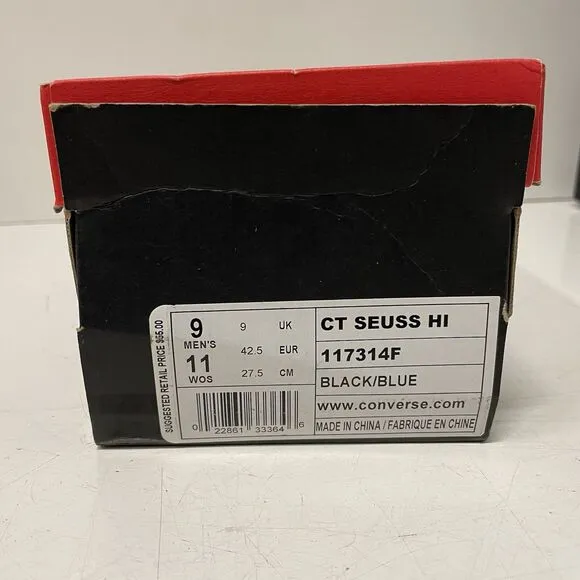 SUGGESTED RETAIL PRICE $65.00
9 9 UK
MEN'S
42.5 EUR
11
WOS 27.5 CM
0 22861 33364 6
CT SEUSS HI
117314F
BLACK/BLUE
www.converse.com
MADE IN CHINA / FABRIQUE EN CHINE